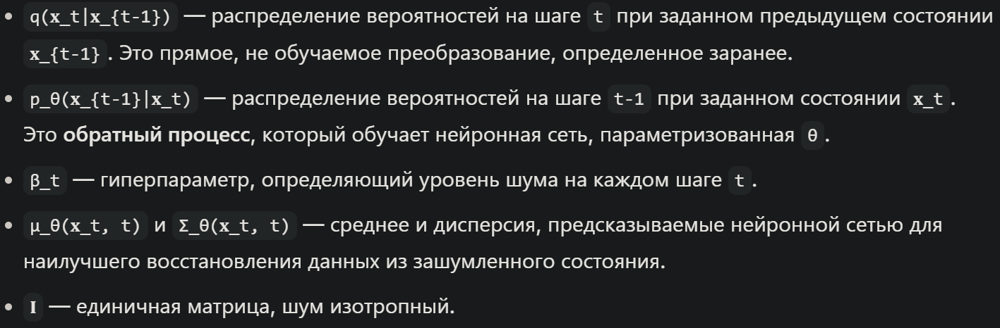 • q(x_t|x_{t-1}) — распределение вероятностей на шаге t при заданном предыдущем состоянии
x_{t-1}. Это прямое, не обучаемое преобразование, определенное заранее.
• p_θ(x_{t-1}|x_t) — распределение вероятностей на шаге t-1 при заданном состоянии x_t.
Это обратный процесс, который обучает нейронная сеть, параметризованная θ.
• β_t — гиперпараметр, определяющий уровень шума на каждом шаге t.
• μ_θ(x_t, t) и Σ_θ(x_t, t) — среднее и дисперсия, предсказываемые нейронной сетью для
наилучшего восстановления данных из зашумленного состояния.
• I — единичная матрица, шум изотропный.